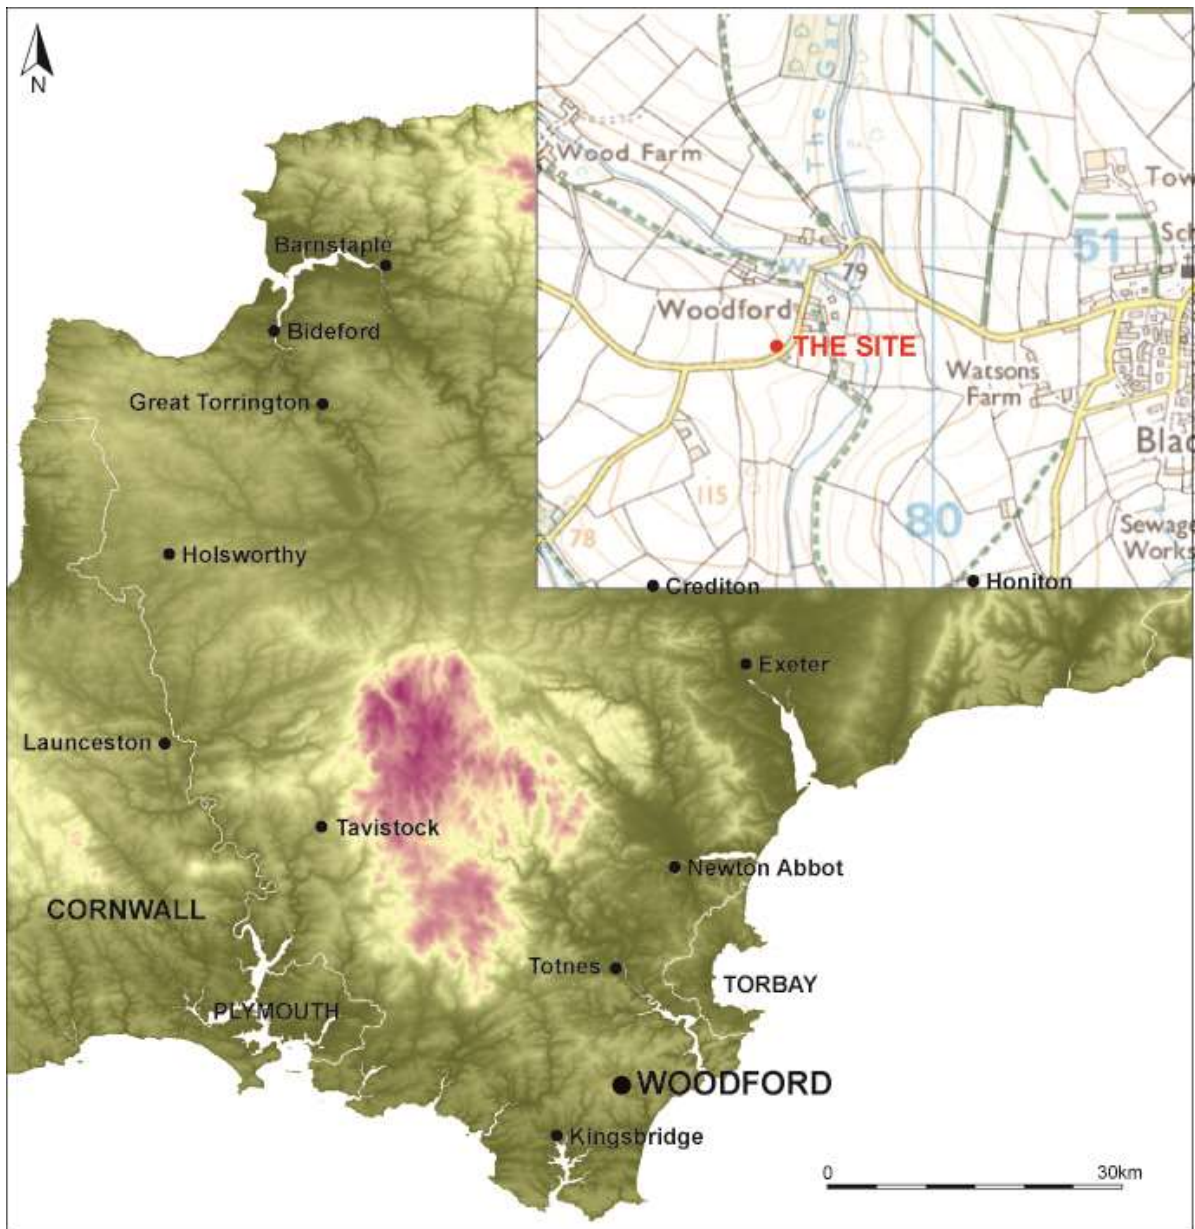 N
The Gar
Wood Farm
Tow
Sch
51
W
79
Woodford
THE SITE
Watsons
Farm
Blac
115
80
78
Sewage
Works
Barnstaple
Bideford
Great Torrington
Holsworthy
Crediton
Honiton
Exeter
Launceston
Tavistock
Newton Abbot
CORNWALL
Totnes
TORBAY
PLYMOUTH
WOODFORD
Kingsbridge
0
30km